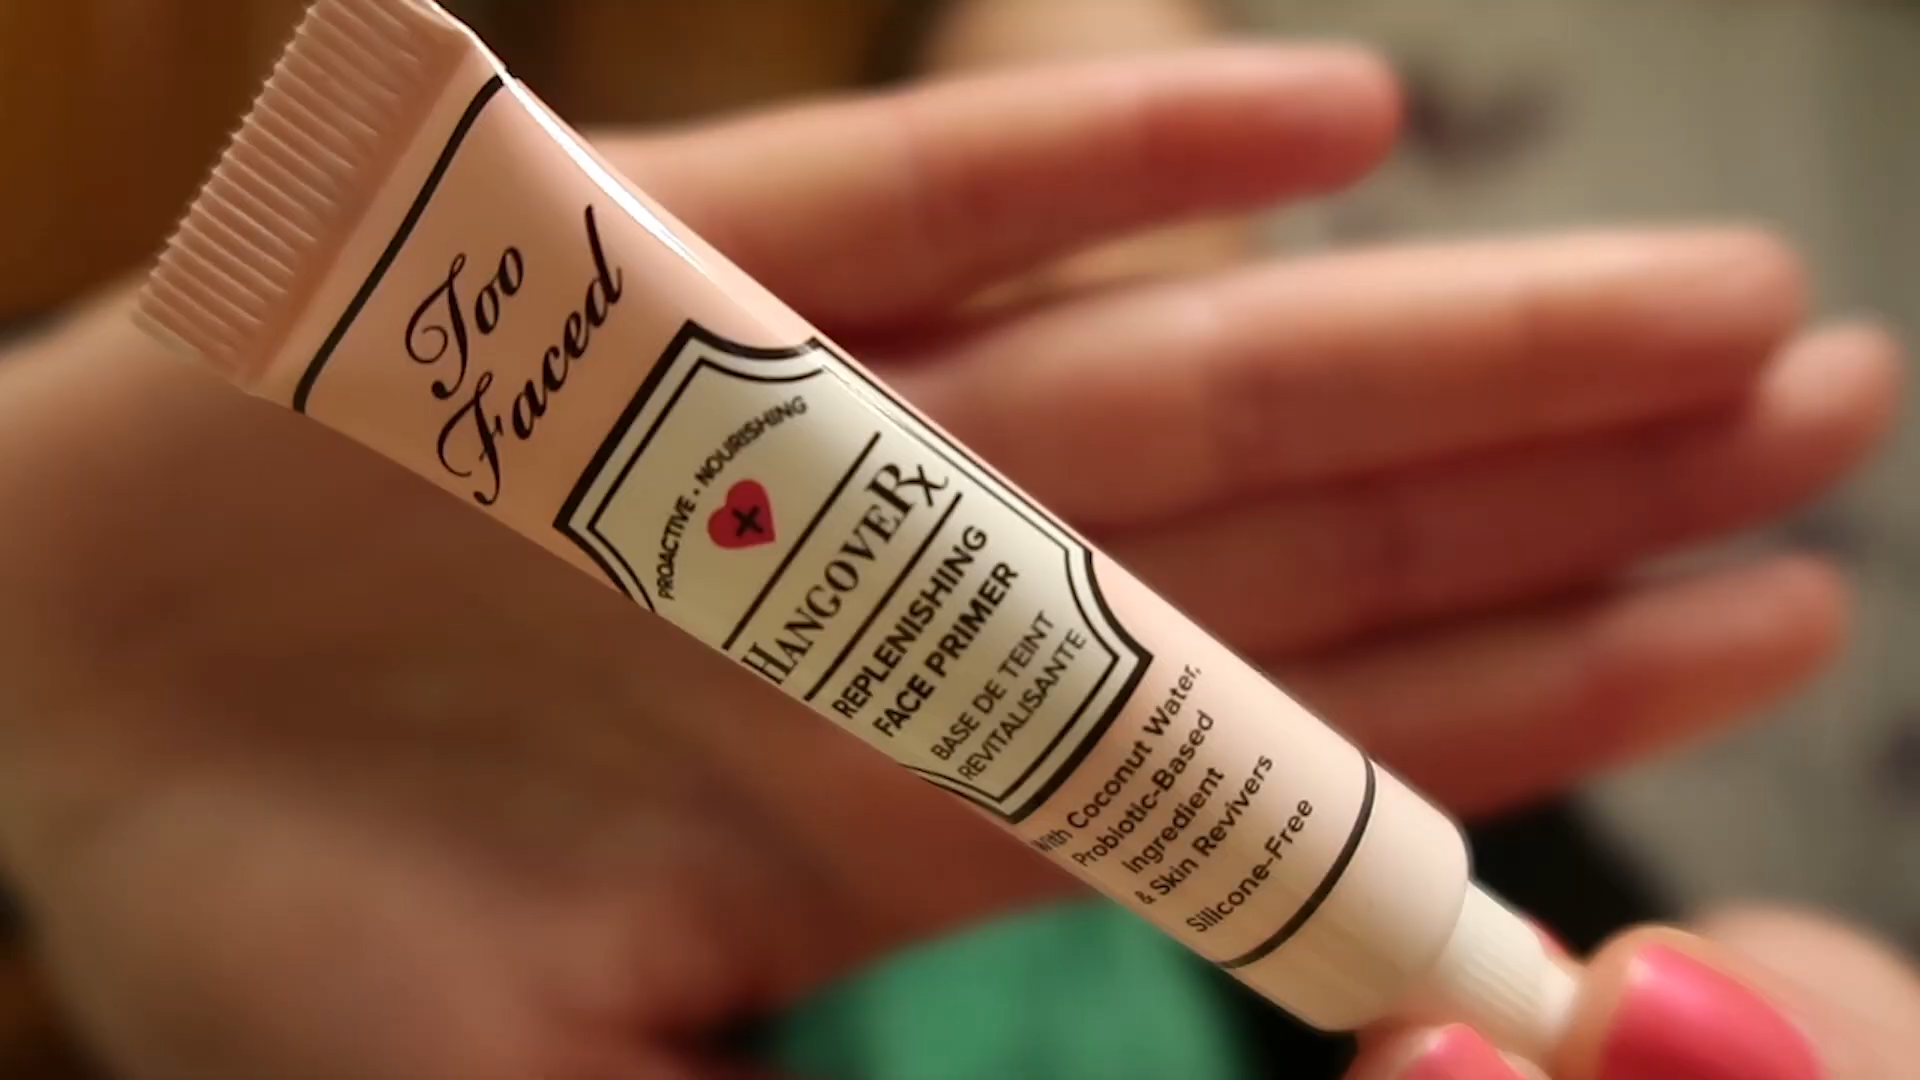 Too
Faced
PROACTIVE • NOURISHING
HANGOVERx
REPLENISHING
FACE PRIMER
BASE DE TEINT
REVITALISANTE
With Coconut Water,
Probiotic-Based
Ingredient
& Skin Revivers
Silicone-Free